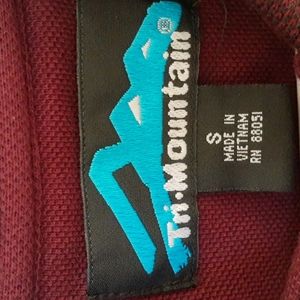 Tri-Mountain
S
MADE IN
VIETNAM
RN 88051